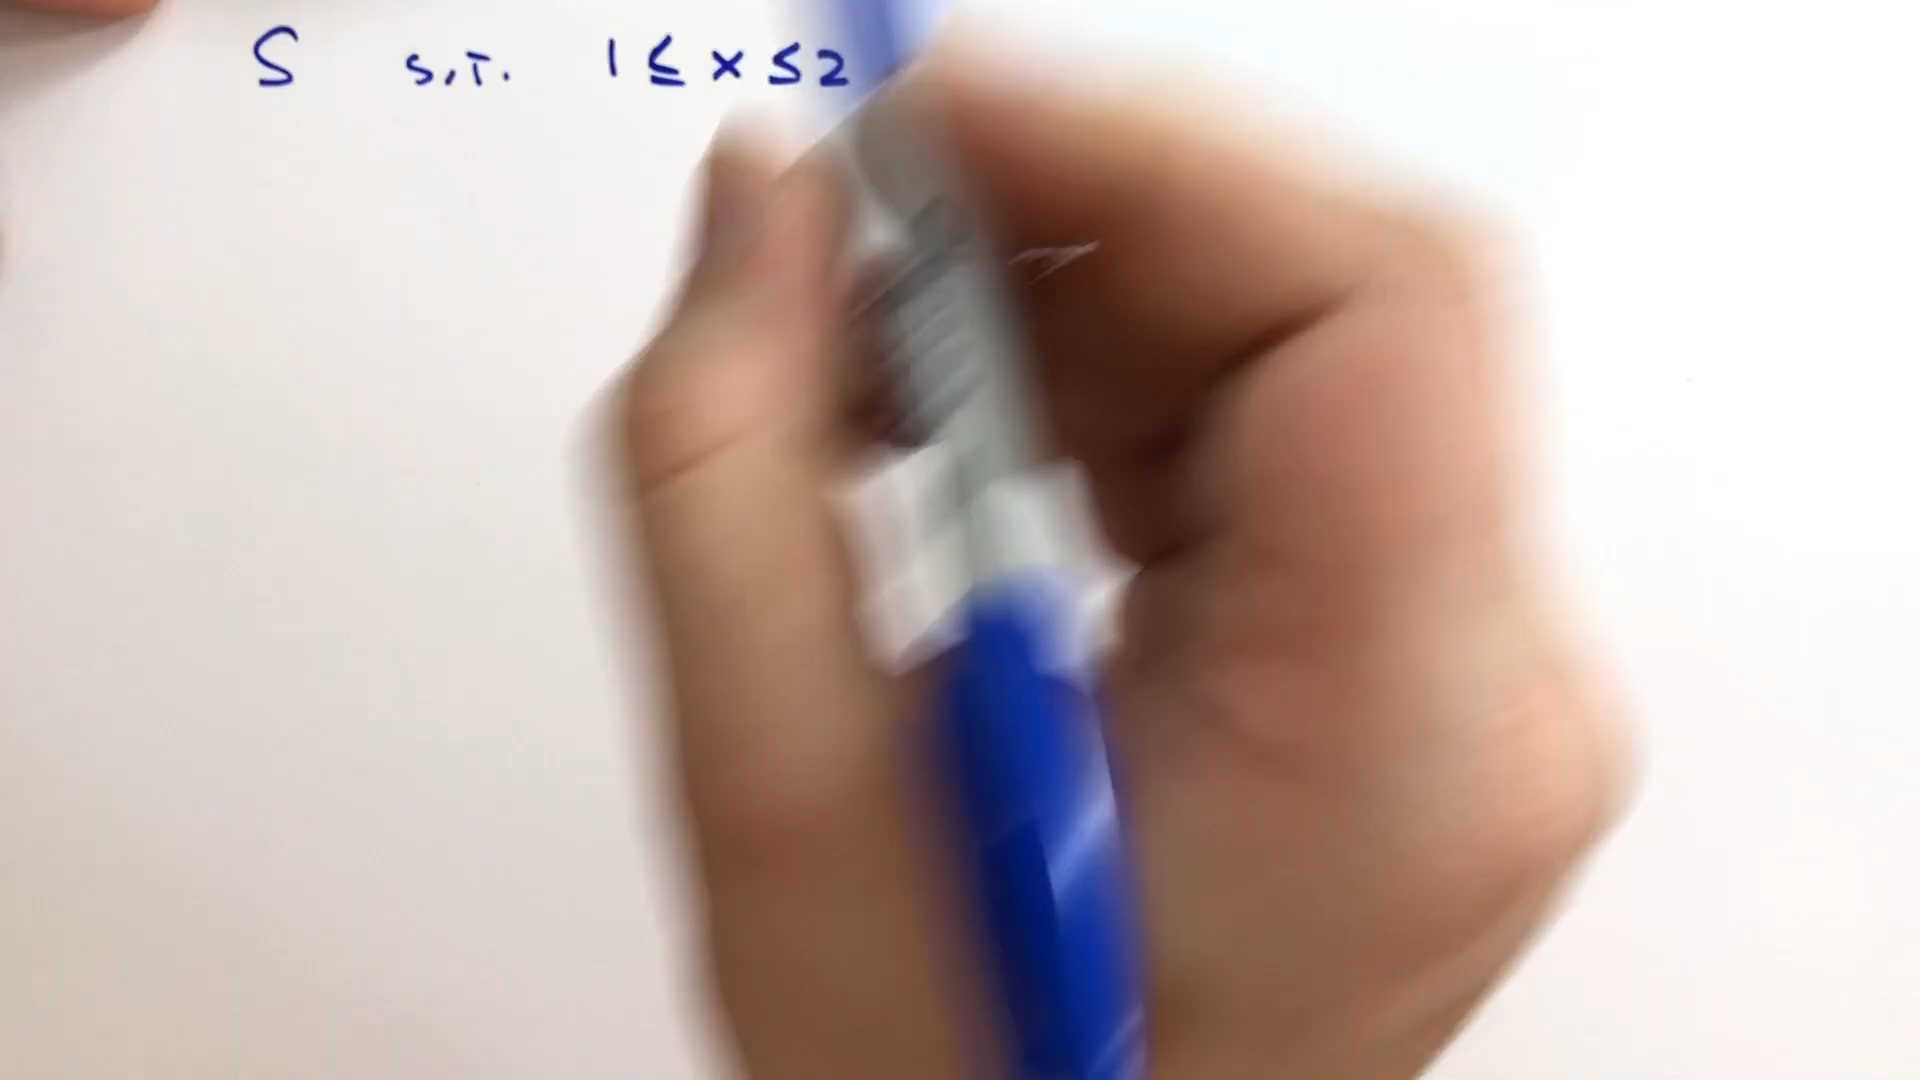 S s.t. 1 ≤ x ≤ 2